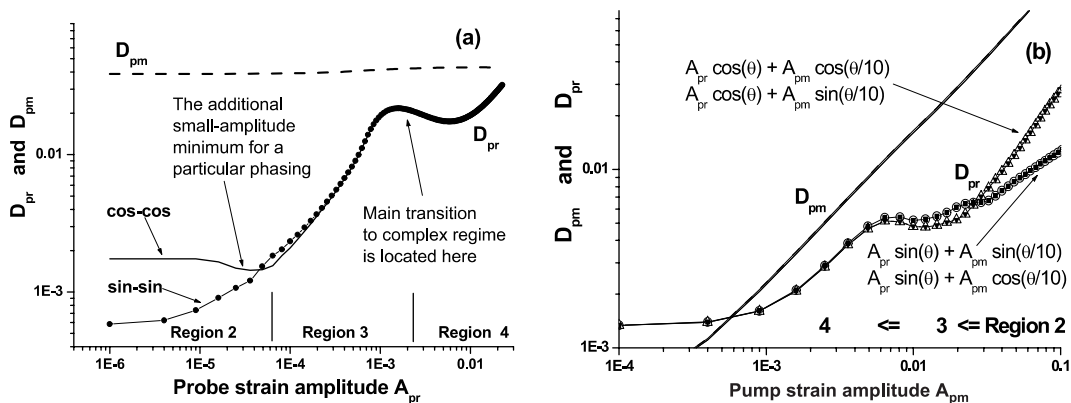 (a)
D_pm
The additional
small-amplitude
minimum for a
particular phasing
D_pr
Main transition
to complex regime
is located here
cos-cos
sin-sin
Region 2
Region 3
Region 4
0.01
1E-3
D_pr and D_pm
1E-6
1E-5
1E-4
1E-3
0.01
Probe strain amplitude A_pr
(b)
A_pr cos(θ) + A_pm cos(θ/10)
A_pr cos(θ) + A_pm sin(θ/10)
D_pm
D_pr
A_pr sin(θ) + A_pm sin(θ/10)
A_pr sin(θ) + A_pm cos(θ/10)
4 <= 3 <= Region 2
0.01
1E-3
D_pm and D_pr
1E-4
1E-3
0.01
0.1
Pump strain amplitude A_pm